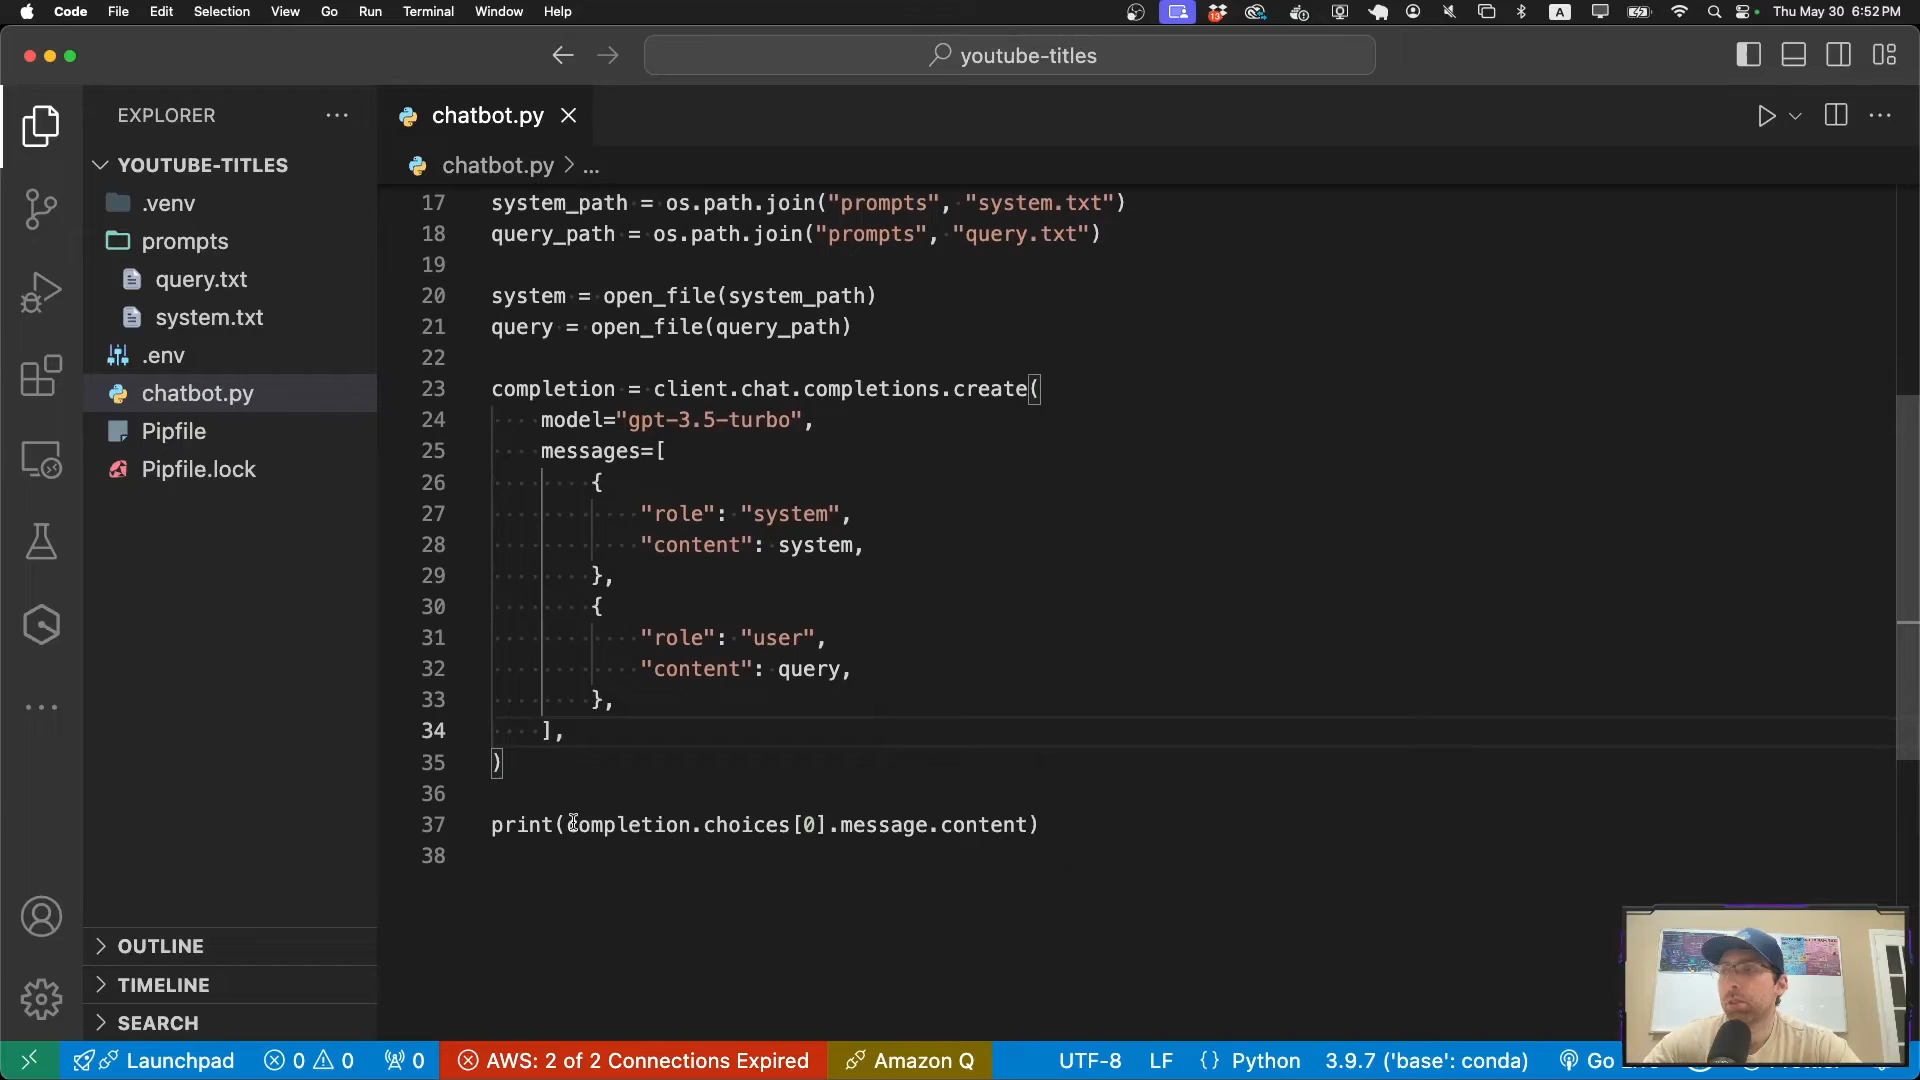 Code File Edit Selection View Go Run Terminal Window Help
13
A
Thu May 30 6:52 PM
youtube-titles
EXPLORER
chatbot.py
YOUTUBE-TITLES
chatbot.py > ...
.venv
prompts
query.txt
system.txt
.env
chatbot.py
Pipfile
Pipfile.lock
17 system_path = os.path.join("prompts", "system.txt")
18 query_path = os.path.join("prompts", "query.txt")
19
20 system = open_file(system_path)
21 query = open_file(query_path)
22
23 completion = client.chat.completions.create(
24 model="gpt-3.5-turbo",
25 messages=[
26 {
27 "role": "system",
28 "content": system,
29 },
30 {
31 "role": "user",
32 "content": query,
33 },
34 ],
35 )
36
37 print(completion.choices[0].message.content)
38
OUTLINE
TIMELINE
SEARCH
Launchpad 0 0 0 AWS: 2 of 2 Connections Expired Amazon Q UTF-8 LF {} Python 3.9.7 ('base': conda) Go